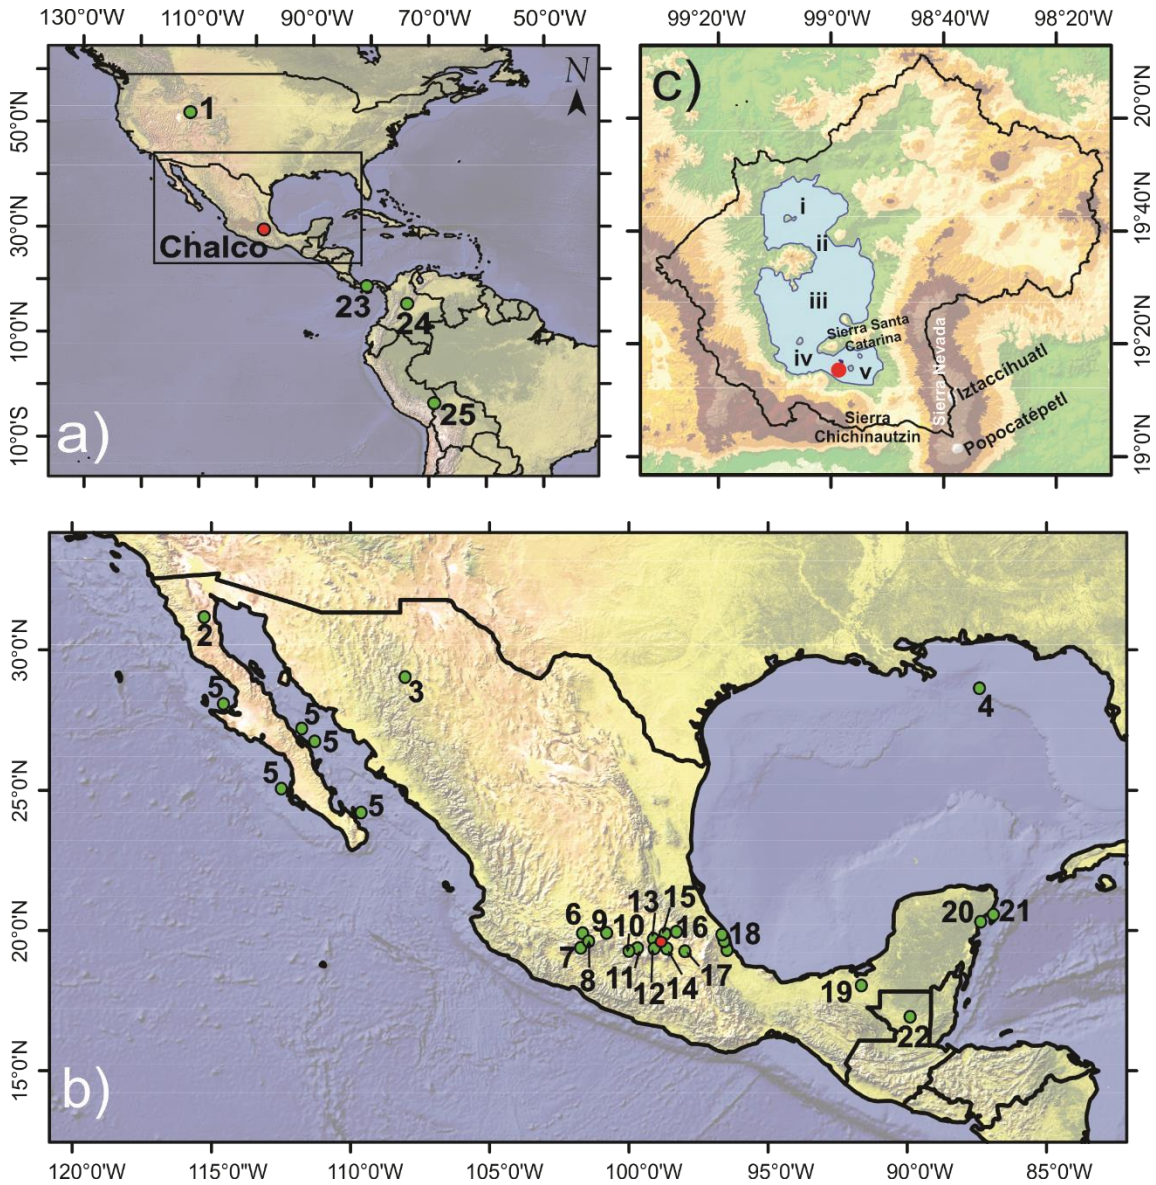 130°0'W 110°0'W 90°0'W 70°0'W 50°0'W
50°0'N
30°0'N
10°0'N
10°0'S
N
1
Chalco
23
24
25
a)
99°20'W 99°0'W 98°40'W 98°20'W
20°0'N
19°40'N
19°20'N
19°0'N
c)
i
ii
iii
Sierra Santa
Catarina
iv
v
Sierra Nevada
Iztaccíhuatl
Popocatépetl
Sierra
Chichinautzin
30°0'N
25°0'N
20°0'N
15°0'N
2
3
4
5
5
5
5
5
13 15
6 9 10 16 18
7 8 11 12 14 17
20 21
19
22
b)
120°0'W 115°0'W 110°0'W 105°0'W 100°0'W 95°0'W 90°0'W 85°0'W